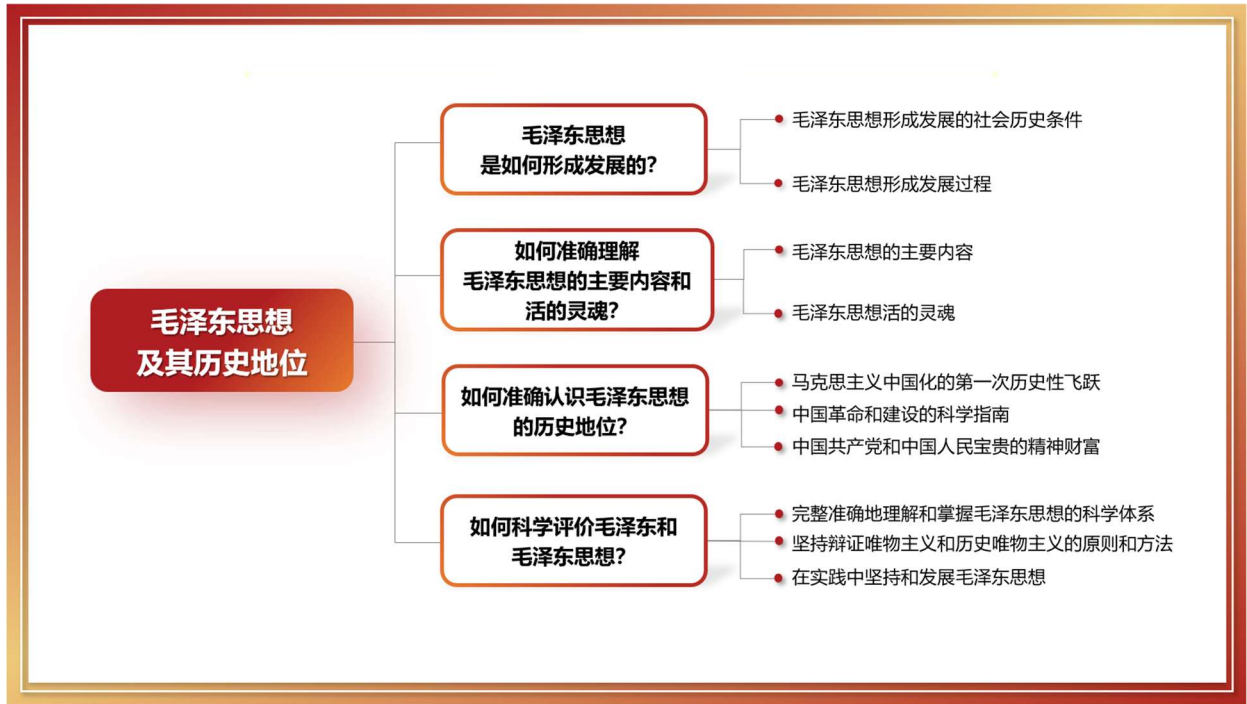 毛泽东思想
及其历史地位
毛泽东思想
是如何形成发展的？
毛泽东思想形成发展的社会历史条件
毛泽东思想形成发展过程
如何准确理解
毛泽东思想的主要内容和
活的灵魂？
毛泽东思想的主要内容
毛泽东思想活的灵魂
如何准确认识毛泽东思想
的历史地位？
马克思主义中国化的第一次历史性飞跃
中国革命和建设的科学指南
中国共产党和中国人民宝贵的精神财富
如何科学评价毛泽东和
毛泽东思想？
完整准确地理解和掌握毛泽东思想的科学体系
坚持辩证唯物主义和历史唯物主义的原则和方法
在实践中坚持和发展毛泽东思想